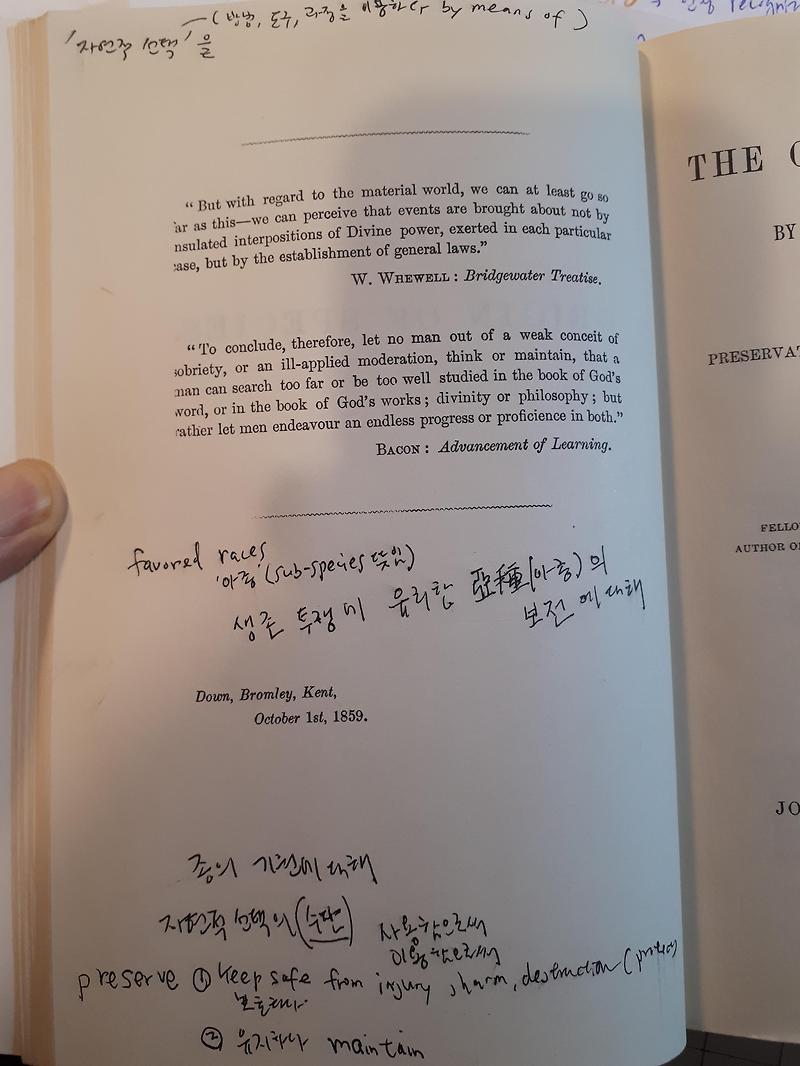 (방법, 도구, 과정을 이용하다 by means of)
'자연적 선택'을
"But with regard to the material world, we can at least go so
ar as this—we can perceive that events are brought about not by
nsulated interpositions of Divine power, exerted in each particular
ase, but by the establishment of general laws."
W. WHEWELL: Bridgewater Treatise.
"To conclude, therefore, let no man out of a weak conceit of
sobriety, or an ill-applied moderation, think or maintain, that a
man can search too far or be too well studied in the book of God's
word, or in the book of God's works; divinity or philosophy; but
rather let men endeavour an endless progress or proficience in both."
BACON: Advancement of Learning.
favored races
'아종'(sub-species 뜻임)
생존 투쟁에 유리한 亞種(아종)의
보전에 대해
Down, Bromley, Kent,
October 1st, 1859.
종의 기원에 대해
자연적 선택의 (수단)
사용함으로써
이용함으로써
preserve ① keep safe from injury, harm, destruction (protect)
보호하다
② 유지하다 maintain
THE
BY
PRESERVA
FELLO
AUTHOR O
JO